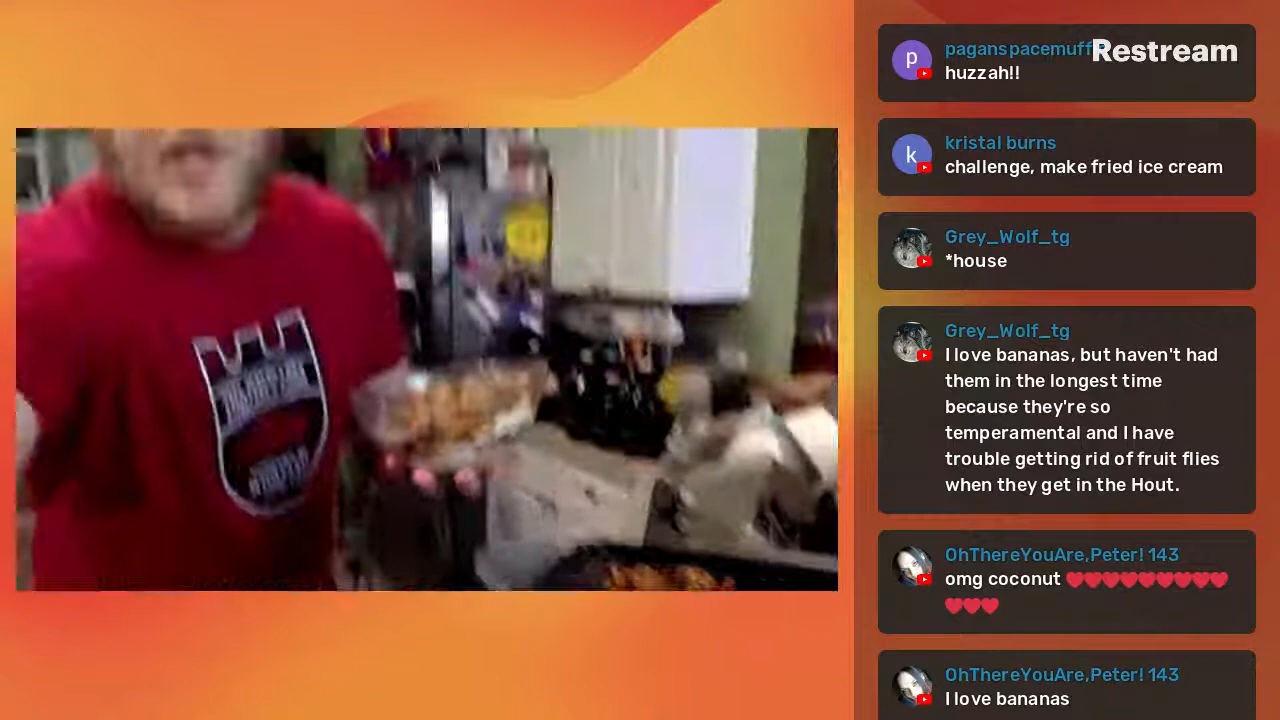 paganspacemuff
Restream
huzzah!!
kristal burns
challenge, make fried ice cream
Grey_Wolf_tg
*house
Grey_Wolf_tg
I love bananas, but haven't had
them in the longest time
because they're so
temperamental and I have
trouble getting rid of fruit flies
when they get in the Hout.
OhThereYouAre,Peter! 143
omg coconut ❤❤❤❤❤❤❤❤❤
❤❤❤
OhThereYouAre,Peter! 143
I love bananas